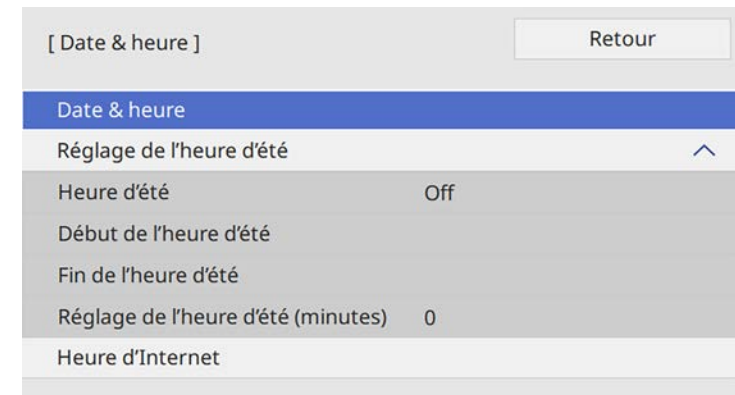 [ Date & heure ]
Retour
Date & heure
Réglage de l’heure d’été
Heure d’été Off
Début de l’heure d’été
Fin de l’heure d’été
Réglage de l’heure d’été (minutes) 0
Heure d’Internet